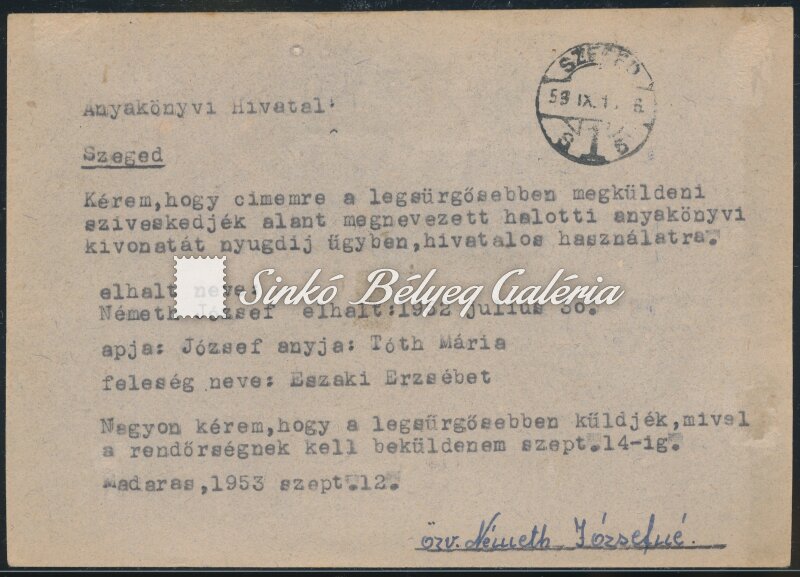 SZEGED
53 IX.1
1
Anyakönyvi Hivatal
Szeged
Kérem,hogy cimemre a legsürgősebben megküldeni
sziveskedjék alant megnevezett halotti anyakönyvi
kivonatát nyugdij ügyben,hivatalos használatra.
elhalt neve:
Sinkó Bélyeg Galéria
Németh József elhalt:1952 julius 30.
apja: József anyja: Tóth Mária
feleség neve: Eszaki Erzsébet
Nagyon kérem,hogy a legsürgősebben küldjék,mivel
a rendőrségnek kell beküldenem szept.14-ig.
Madaras,1953 szept.12.
özv. Németh Józsefné.